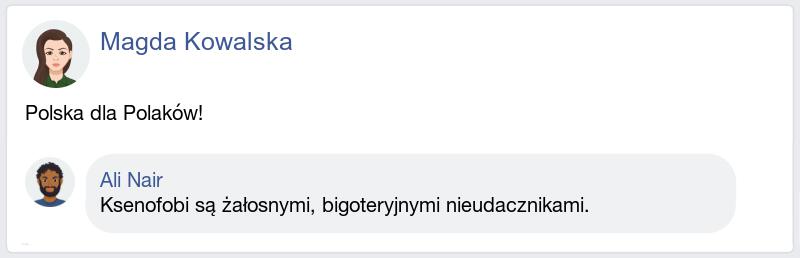 Magda Kowalska
Polska dla Polaków!
Ali Nair
Ksenofobi są żałosnymi, bigoteryjnymi nieudacznikami.